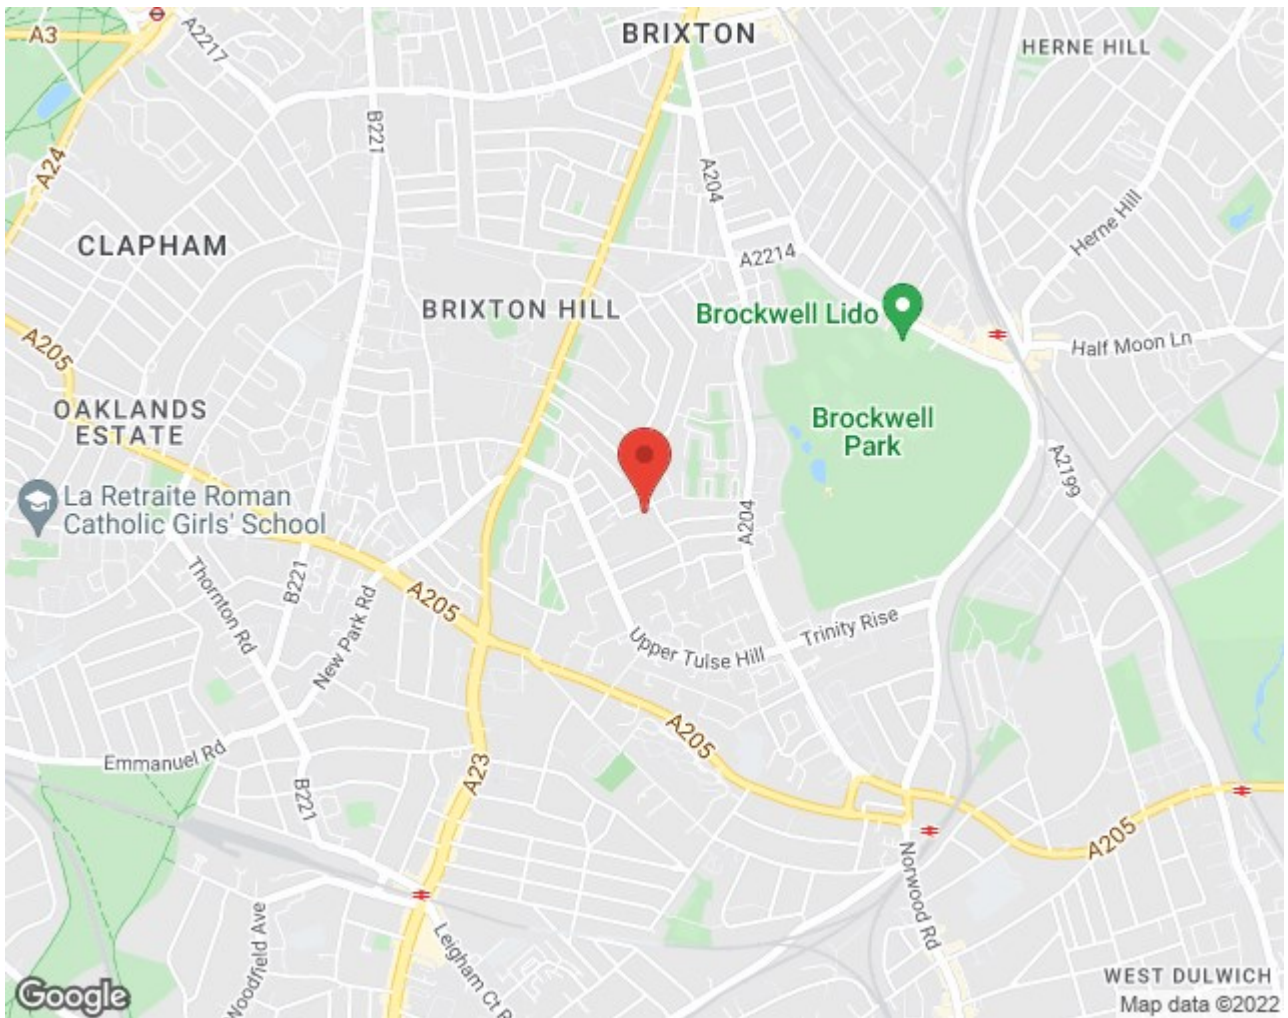 BRIXTON
A3
A2217
HERNE HILL
B221
A24
A204
Herne Hill
CLAPHAM
A2214
BRIXTON HILL
Brockwell Lido
A205
Half Moon Ln
OAKLANDS
ESTATE
Brockwell
Park
A2199
La Retraite Roman
Catholic Girls' School
A204
Thornton Rd
B221
New Park Rd
A205
Trinity Rise
Upper Tulse Hill
A205
Emmanuel Rd
A23
B221
A205
Norwood Rd
Woodfield Ave
Leigham Ct R
WEST DULWICH
Google
Map data ©2022